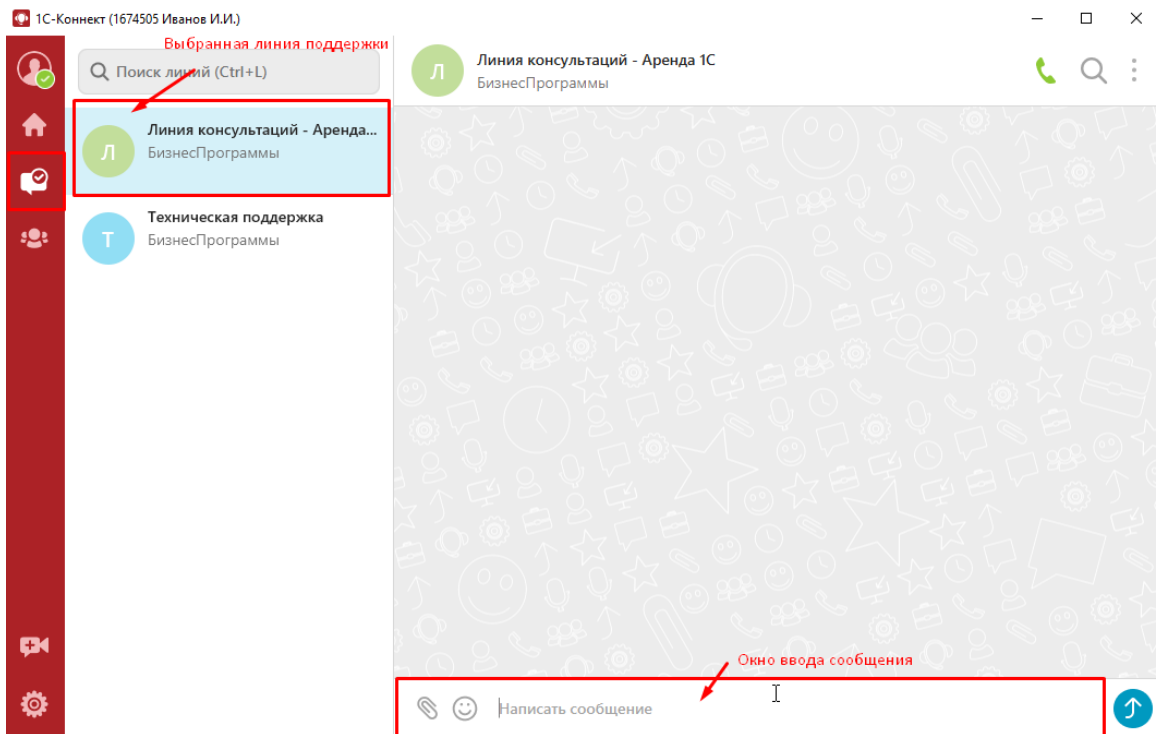 1С-Коннект (1674505 Иванов И.И.)
Выбранная линия поддержки
Поиск линий (Ctrl+L)
Л
Линия консультаций - Аренда...
БизнесПрограммы
Т
Техническая поддержка
БизнесПрограммы
Л
Линия консультаций - Аренда 1С
БизнесПрограммы
Окно ввода сообщения
Написать сообщение